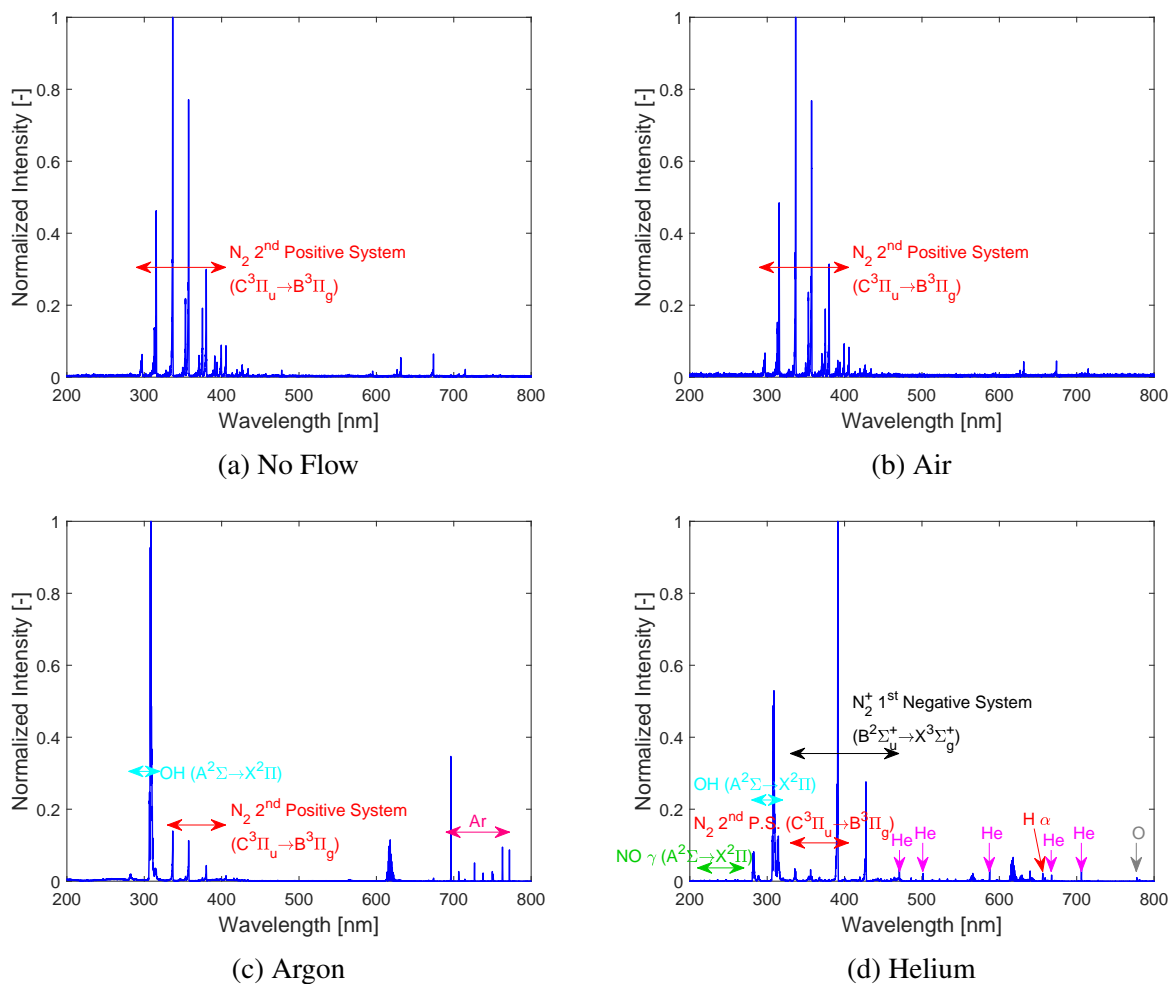 Normalized Intensity [-]
1
0.8
0.6
0.4
0.2
0
N₂ 2ⁿᵈ Positive System
(C³Πᵤ→B³Π_g)
200 300 400 500 600 700 800
Wavelength [nm]
(a) No Flow
Normalized Intensity [-]
1
0.8
0.6
0.4
0.2
0
N₂ 2ⁿᵈ Positive System
(C³Πᵤ→B³Π_g)
200 300 400 500 600 700 800
Wavelength [nm]
(b) Air
Normalized Intensity [-]
1
0.8
0.6
0.4
0.2
0
OH (A²Σ→X²Π)
N₂ 2ⁿᵈ Positive System
(C³Πᵤ→B³Π_g)
Ar
200 300 400 500 600 700 800
Wavelength [nm]
(c) Argon
Normalized Intensity [-]
1
0.8
0.6
0.4
0.2
0
N₂⁺ 1ˢᵗ Negative System
(B²Σᵤ⁺→X³Σ_g⁺)
OH (A²Σ→X²Π)
N₂ 2ⁿᵈ P.S. (C³Πᵤ→B³Π_g)
NO γ (A²Σ→X²Π)
He He He H α He He O
200 300 400 500 600 700 800
Wavelength [nm]
(d) Helium